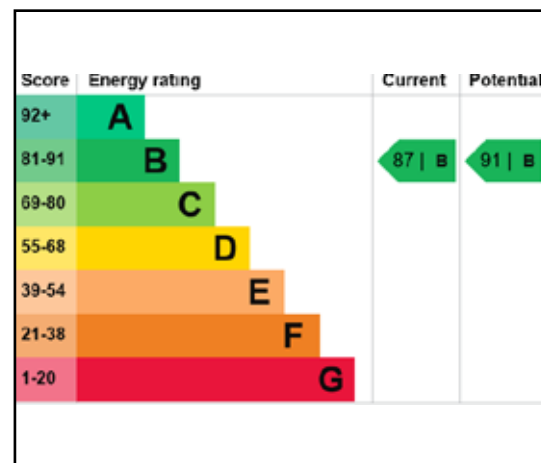 Score Energy rating Current Potential
92+ A
81-91 B 87 | B 91 | B
69-80 C
55-68 D
39-54 E
21-38 F
1-20 G